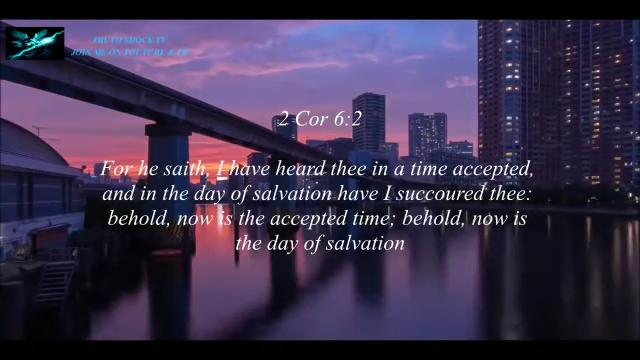 TRUTH SHOCK TV
JOIN ME ON YOUTUBE & FB
2 Cor 6:2
For he saith, I have heard thee in a time accepted,
and in the day of salvation have I succoured thee:
behold, now is the accepted time; behold, now is
the day of salvation